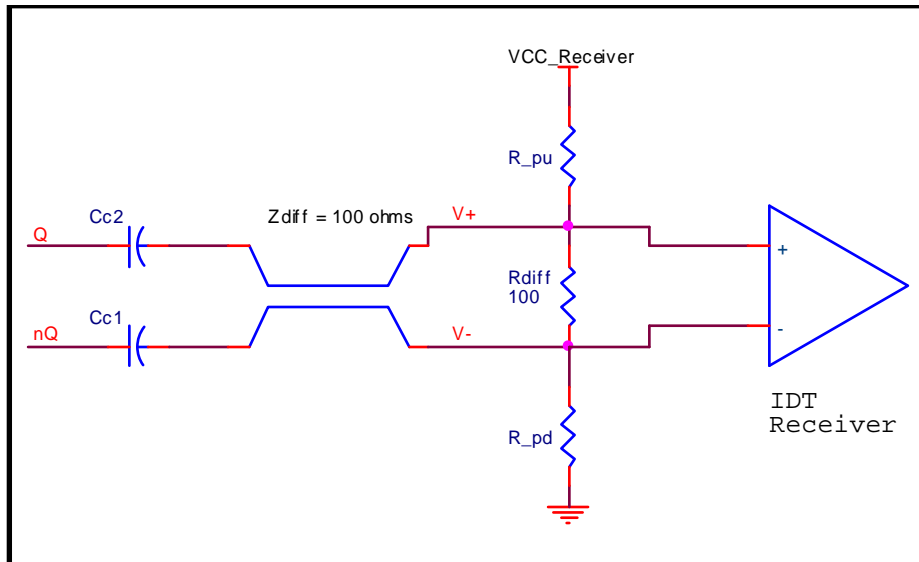 VCC_Receiver
R_pu
Cc2
Zdiff = 100 ohms
V+
Q
+
Rdiff
100
Cc1
nQ
V-
-
IDT
Receiver
R_pd